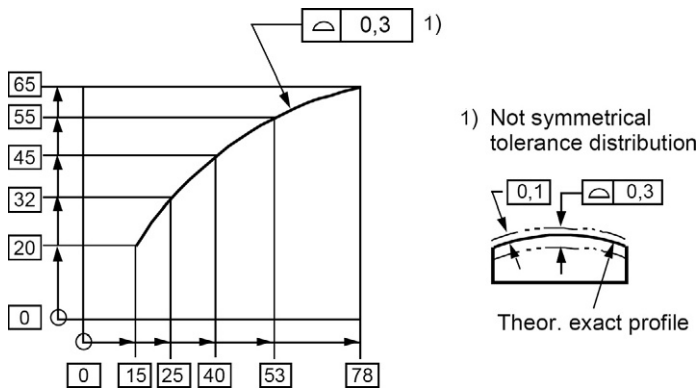 ⌓ 0,3 1)
65
55
45
32
20
0
0 15 25 40 53 78
1) Not symmetrical
tolerance distribution
0,1 ⌓ 0,3
Theor. exact profile